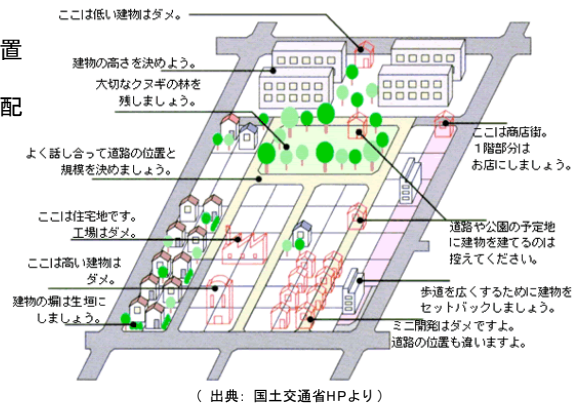 ここは低い建物はダメ。
置
建物の高さを決めよう。
大切なクヌギの林を
残しましょう。
配
ここは商店街。
1階部分は
お店にしましょう。
よく話し合って道路の位置と
規模を決めましょう。
ここは住宅地です。
工場はダメ。
道路や公園の予定地
に建物を建てるのは
控えてください。
ここは高い建物は
ダメ。
建物の塀は生垣に
しましょう。
歩道を広くするために建物を
セットバックしましょう。
ミニ開発はダメですよ。
道路の位置も違いますよ。
( 出典: 国土交通省HPより)